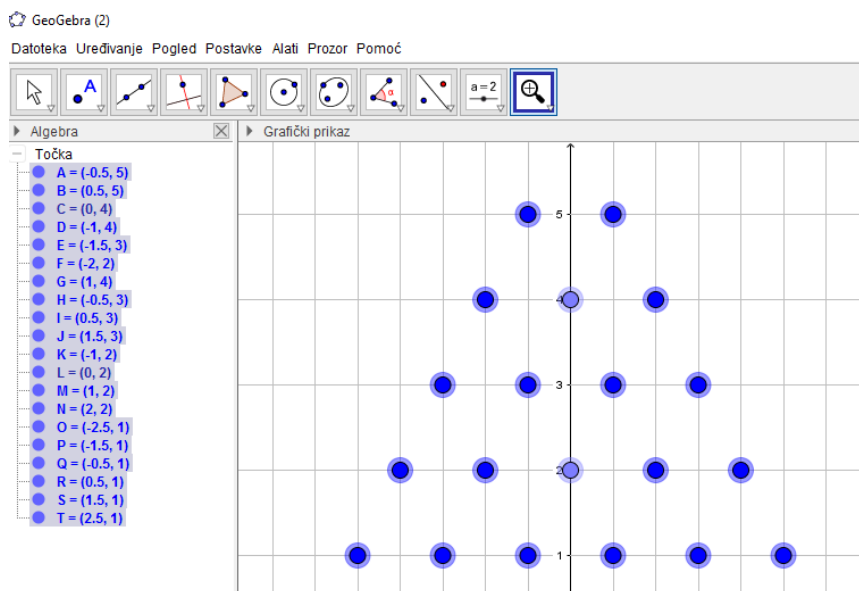 GeoGebra (2)
Datoteka Uređivanje Pogled Postavke Alati Prozor Pomoć
A α a=2
Algebra
Grafički prikaz
Točka
A = (-0.5, 5)
B = (0.5, 5)
C = (0, 4)
D = (-1, 4)
E = (-1.5, 3)
F = (-2, 2)
G = (1, 4)
H = (-0.5, 3)
I = (0.5, 3)
J = (1.5, 3)
K = (-1, 2)
L = (0, 2)
M = (1, 2)
N = (2, 2)
O = (-2.5, 1)
P = (-1.5, 1)
Q = (-0.5, 1)
R = (0.5, 1)
S = (1.5, 1)
T = (2.5, 1)
5
4
3
2
1